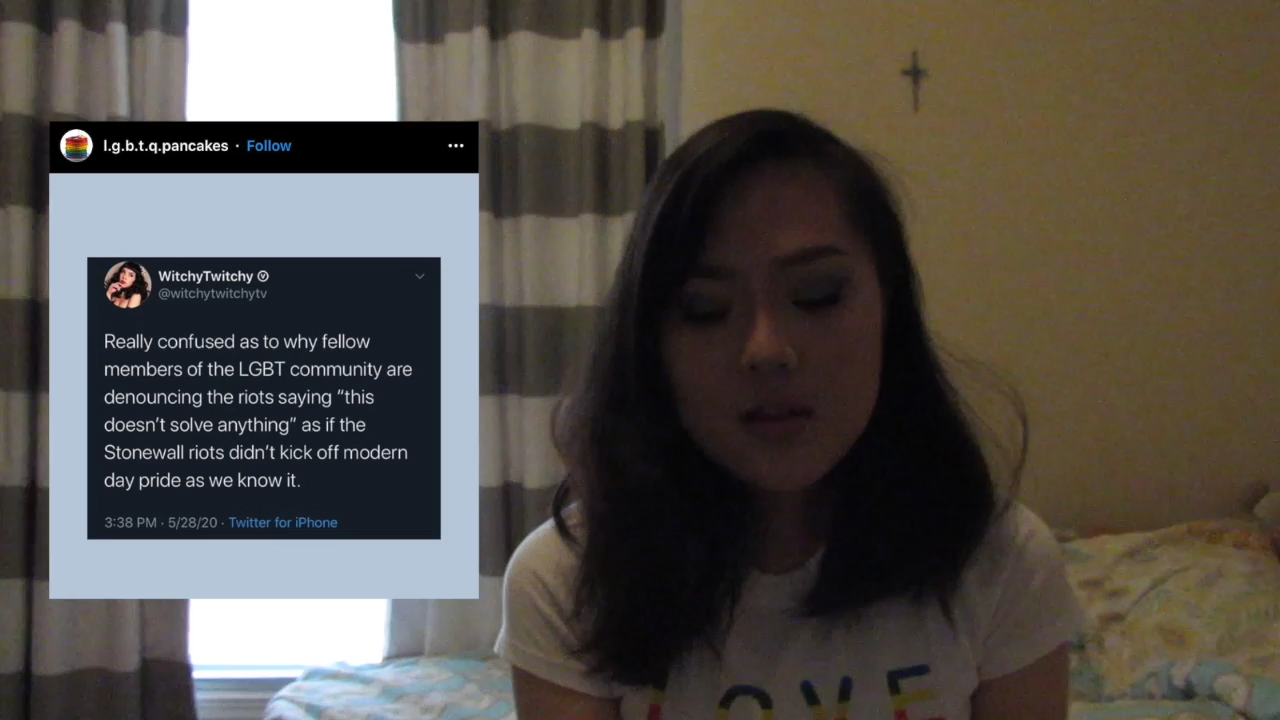 l.g.b.t.q.pancakes · Follow
WitchyTwitchy
@witchytwitchytv
Really confused as to why fellow
members of the LGBT community are
denouncing the riots saying “this
doesn’t solve anything” as if the
Stonewall riots didn’t kick off modern
day pride as we know it.
3:38 PM · 5/28/20 · Twitter for iPhone
LOVE